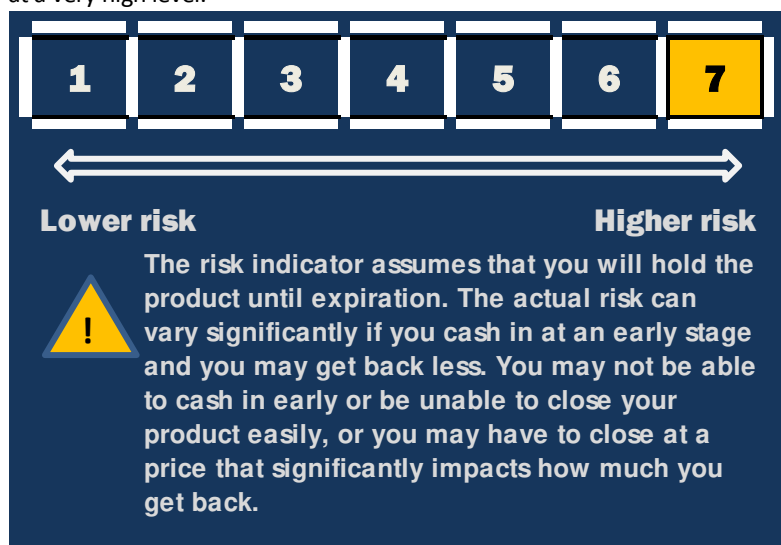 at a very high level.
1 2 3 4 5 6 7
Lower risk Higher risk
The risk indicator assumes that you will hold the
product until expiration. The actual risk can
! vary significantly if you cash in at an early stage
and you may get back less. You may not be able
to cash in early or be unable to close your
product easily, or you may have to close at a
price that significantly impacts how much you
get back.